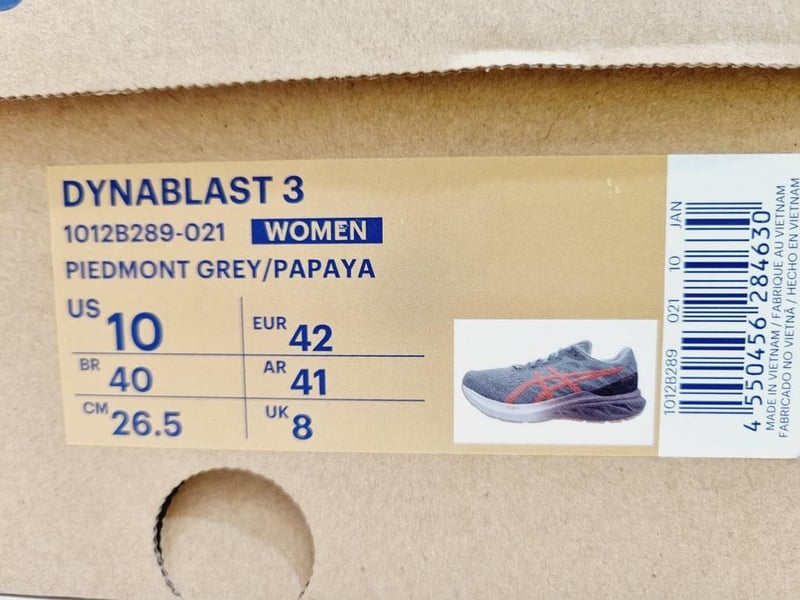 DYNABLAST 3
1012B289-021 WOMEN
PIEDMONT GREY/PAPAYA
US 10
EUR 42
BR 40
AR 41
CM 26.5
UK 8
1012B289 021 10 JAN
4 550456 284630
MADE IN VIETNAM / FABRIQUE AU VIETNAM
FABRICADO NO VIETNÃ / HECHO EN VIETNAM